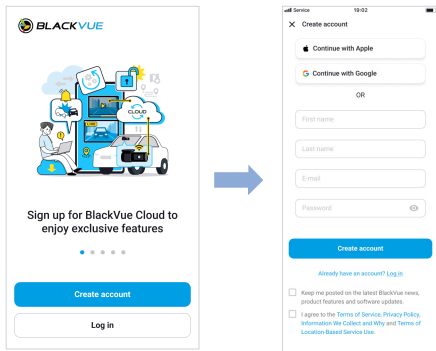 BLACKVUE
CLOUD
Sign up for BlackVue Cloud to
enjoy exclusive features
Create account
Log in
Service
19:02
Create account
Continue with Apple
Continue with Google
OR
First name
Last name
E-mail
Password
Create account
Already have an account? Log in
Keep me posted on the latest BlackVue news,
product features and software updates.
I agree to the Terms of Service, Privacy Policy,
Information We Collect and Why and Terms of
Location-Based Service Use.